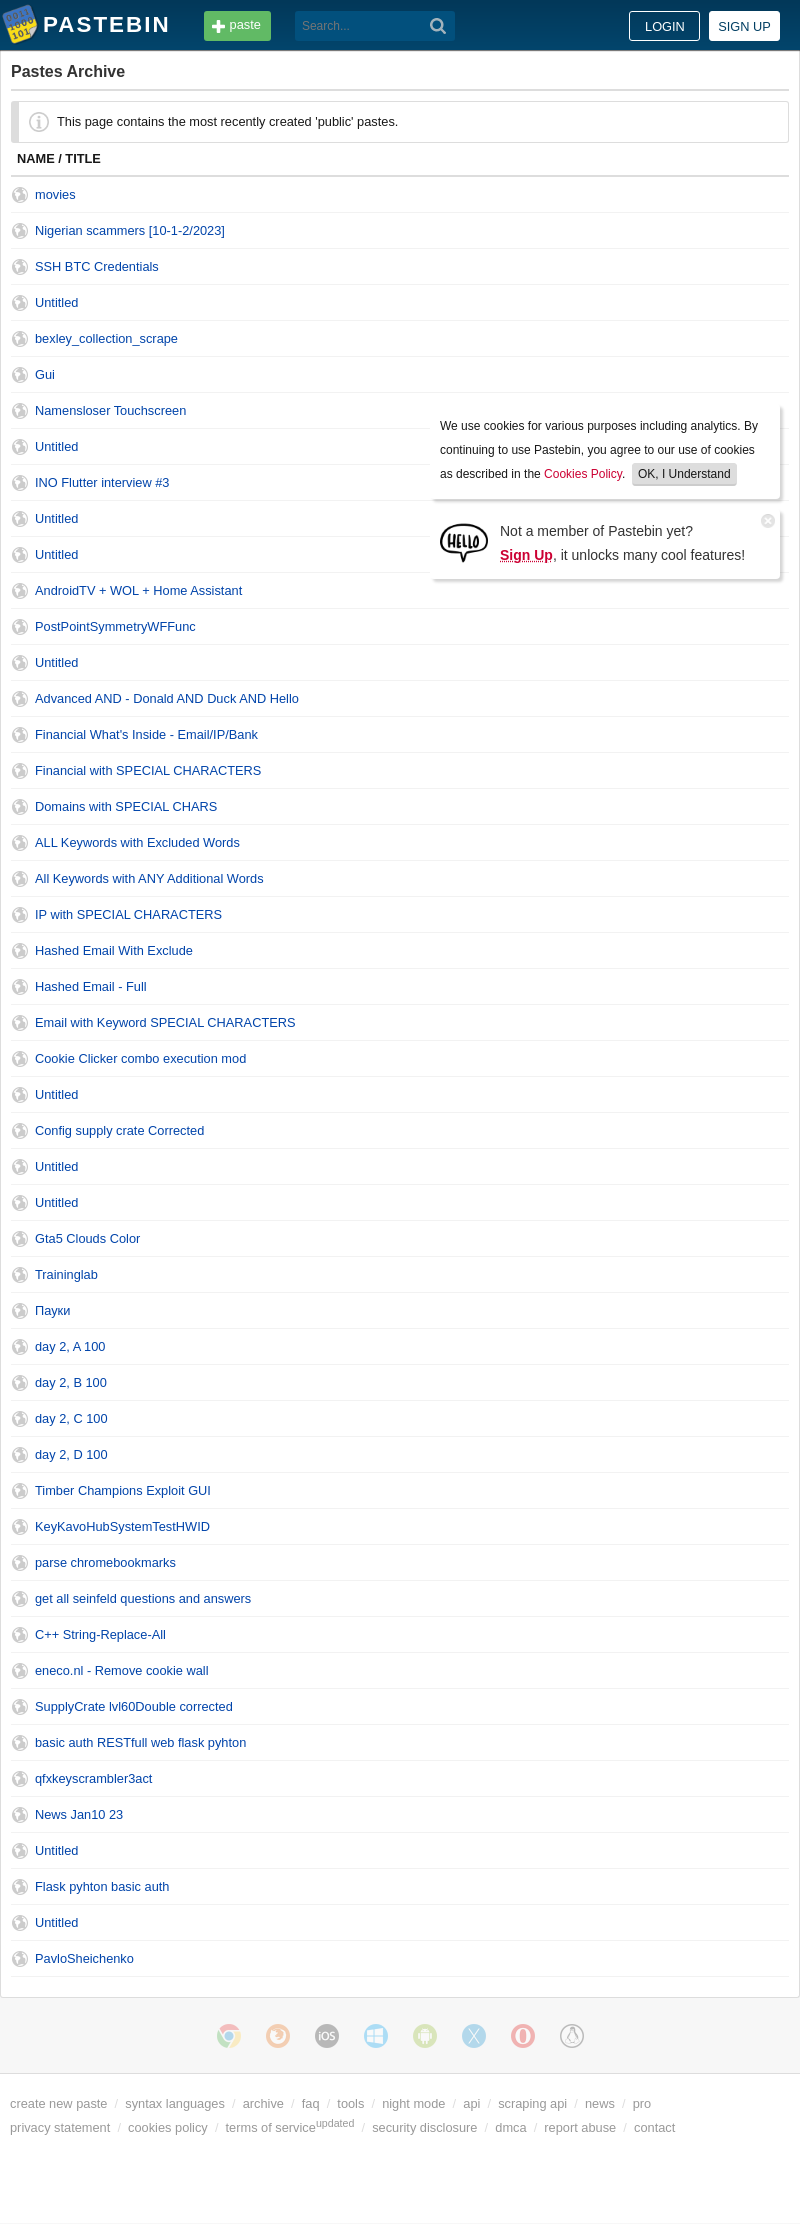 PASTEBIN paste Search... LOGIN SIGN UP
Pastes Archive
This page contains the most recently created 'public' pastes.
NAME / TITLE
movies
Nigerian scammers [10-1-2/2023]
SSH BTC Credentials
Untitled
bexley_collection_scrape
Gui
Namensloser Touchscreen
Untitled
INO Flutter interview #3
Untitled
Untitled
We use cookies for various purposes including analytics. By
continuing to use Pastebin, you agree to our use of cookies
as described in the Cookies Policy. OK, I Understand
HELLO
Not a member of Pastebin yet?
Sign Up, it unlocks many cool features!
AndroidTV + WOL + Home Assistant
PostPointSymmetryWFFunc
Untitled
Advanced AND - Donald AND Duck AND Hello
Financial What's Inside - Email/IP/Bank
Financial with SPECIAL CHARACTERS
Domains with SPECIAL CHARS
ALL Keywords with Excluded Words
All Keywords with ANY Additional Words
IP with SPECIAL CHARACTERS
Hashed Email With Exclude
Hashed Email - Full
Email with Keyword SPECIAL CHARACTERS
Cookie Clicker combo execution mod
Untitled
Config supply crate Corrected
Untitled
Untitled
Gta5 Clouds Color
Traininglab
Пауки
day 2, A 100
day 2, B 100
day 2, C 100
day 2, D 100
Timber Champions Exploit GUI
KeyKavoHubSystemTestHWID
parse chromebookmarks
get all seinfeld questions and answers
C++ String-Replace-All
eneco.nl - Remove cookie wall
SupplyCrate lvl60Double corrected
basic auth RESTfull web flask pyhton
qfxkeyscrambler3act
News Jan10 23
Untitled
Flask pyhton basic auth
Untitled
PavloSheichenko
iOS
create new paste / syntax languages / archive / faq / tools / night mode / api / scraping api / news / pro
privacy statement / cookies policy / terms of service updated / security disclosure / dmca / report abuse / contact